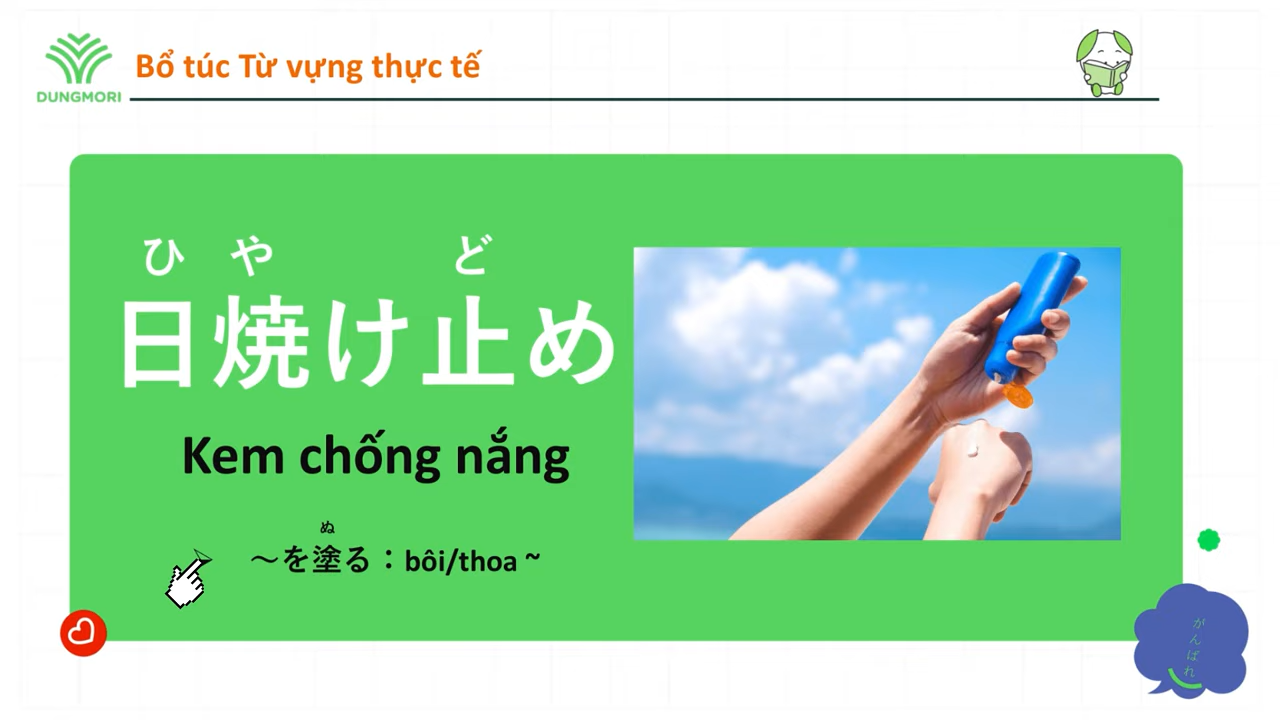 DUNGMORI
Bổ túc Từ vựng thực tế
ひ や ど
日焼け止め
Kem chống nắng
ぬ
～を塗る：bôi/thoa ~
がんばれ